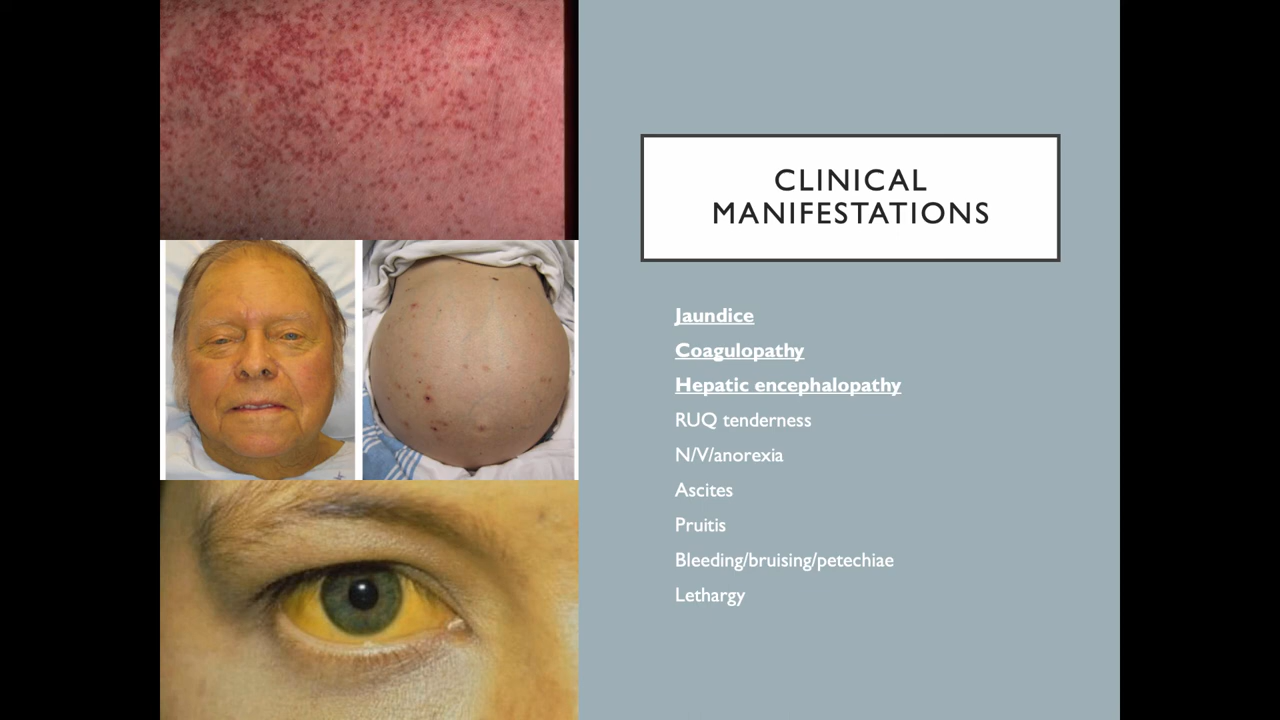 CLINICAL
MANIFESTATIONS
Jaundice
Coagulopathy
Hepatic encephalopathy
RUQ tenderness
N/V/anorexia
Ascites
Pruitis
Bleeding/bruising/petechiae
Lethargy